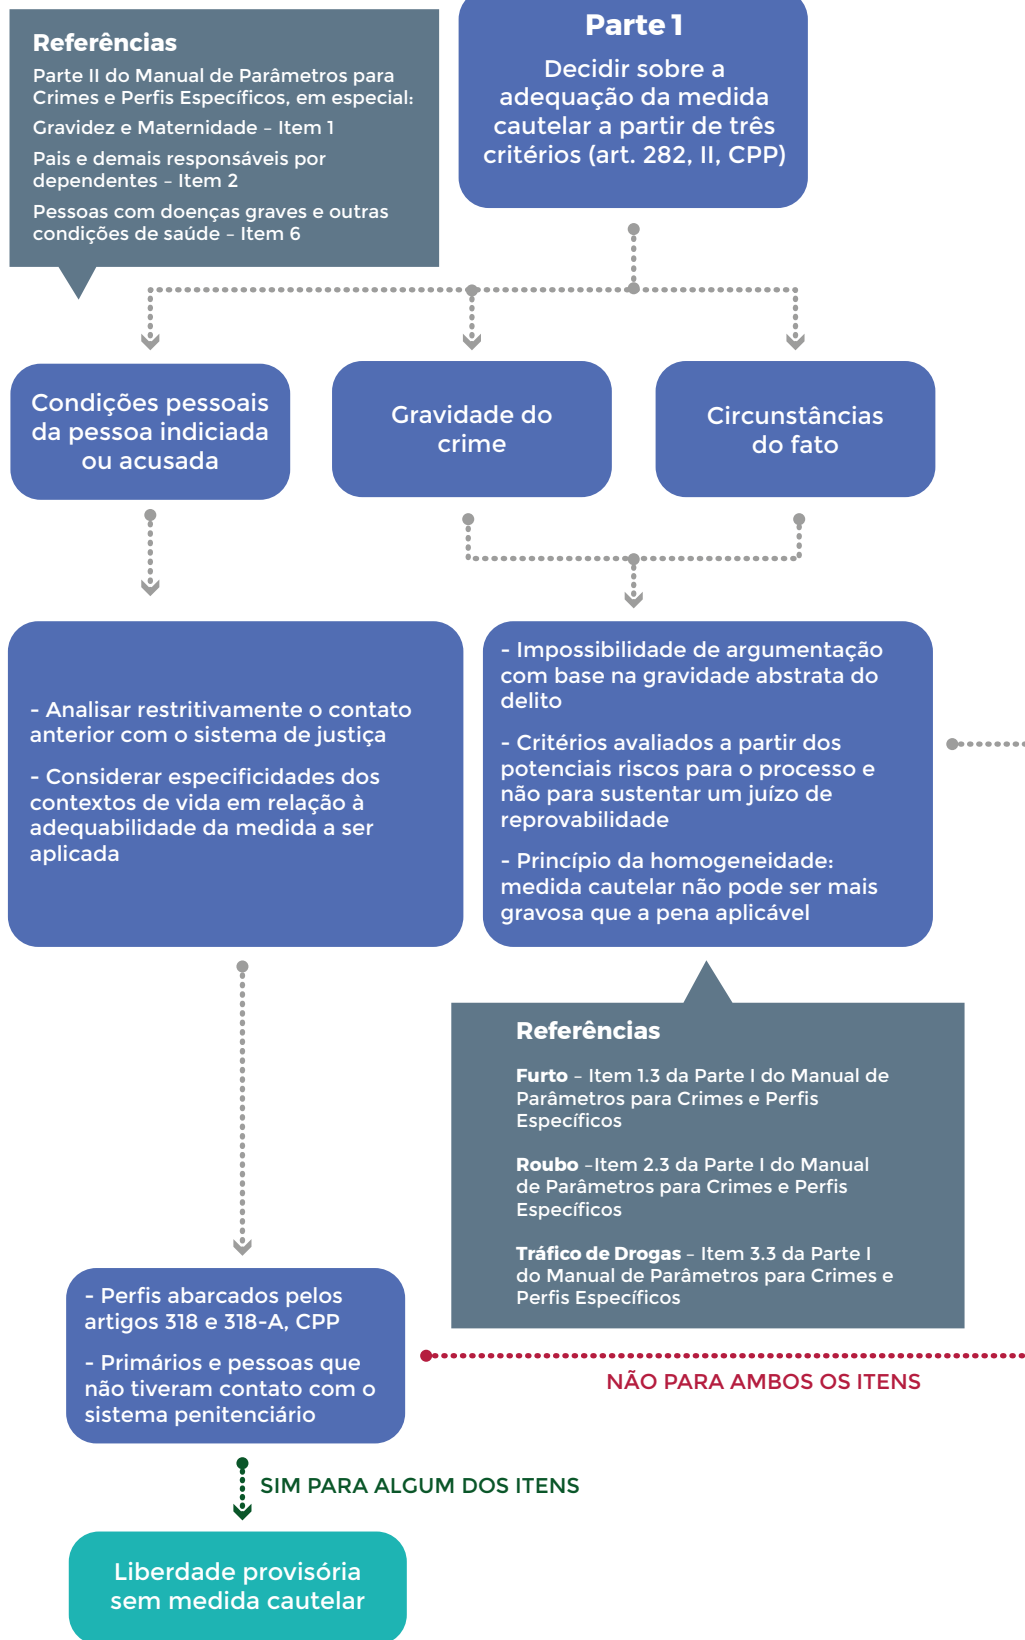 Referências
Parte II do Manual de Parâmetros para
Crimes e Perfis Específicos, em especial:
Gravidez e Maternidade – Item 1
Pais e demais responsáveis por
dependentes – Item 2
Pessoas com doenças graves e outras
condições de saúde – Item 6
Parte 1
Decidir sobre a
adequação da medida
cautelar a partir de três
critérios (art. 282, II, CPP)
Condições pessoais
da pessoa indiciada
ou acusada
Gravidade do
crime
Circunstâncias
do fato
- Analisar restritivamente o contato
anterior com o sistema de justiça
- Considerar especificidades dos
contextos de vida em relação à
adequabilidade da medida a ser
aplicada
- Impossibilidade de argumentação
com base na gravidade abstrata do
delito
- Critérios avaliados a partir dos
potenciais riscos para o processo e
não para sustentar um juízo de
reprovabilidade
- Princípio da homogeneidade:
medida cautelar não pode ser mais
gravosa que a pena aplicável
Referências
Furto – Item 1.3 da Parte I do Manual de
Parâmetros para Crimes e Perfis
Específicos
Roubo –Item 2.3 da Parte I do Manual
de Parâmetros para Crimes e Perfis
Específicos
Tráfico de Drogas – Item 3.3 da Parte I
do Manual de Parâmetros para Crimes e
Perfis Específicos
- Perfis abarcados pelos
artigos 318 e 318-A, CPP
- Primários e pessoas que
não tiveram contato com o
sistema penitenciário
NÃO PARA AMBOS OS ITENS
SIM PARA ALGUM DOS ITENS
Liberdade provisória
sem medida cautelar